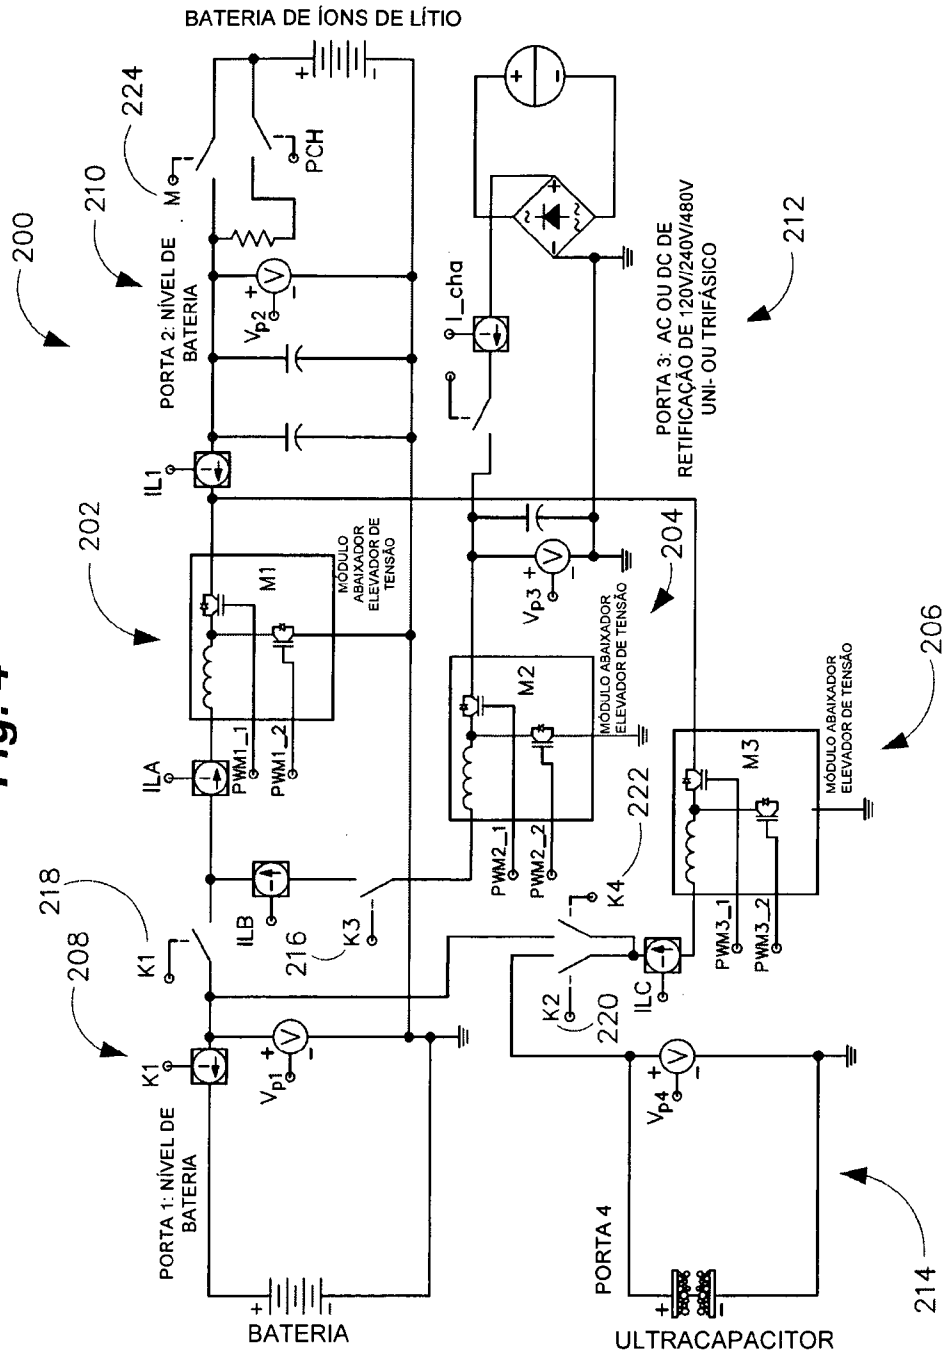 BATERIA DE ÍONS DE LÍTIO
+
-
224
M
PCH
210
200
PORTA 2: NÍVEL DE
BATERIA
+
V
-
Vp2
I_cha
+
-
+
-
~
~
212
PORTA 3: AC OU DC DE
RETIFICAÇÃO DE 120V/240V/480V
UNI- OU TRIFÁSICO
IL1
202
M1
MÓDULO
ABAIXADOR
ELEVADOR DE
TENSÃO
PWM1_1
PWM1_2
ILA
+
V
-
Vp3
204
M2
MÓDULO ABAIXADOR
ELEVADOR DE TENSÃO
PWM2_1
PWM2_2
206
M3
MÓDULO ABAIXADOR
ELEVADOR DE TENSÃO
PWM3_1
PWM3_2
222
K4
218
K1
ILB
216
K3
K2
220
ILC
208
K1
+
V
-
Vp1
PORTA 1: NÍVEL DE
BATERIA
+
-
BATERIA
+
V
-
Vp4
PORTA 4
+
-
214
ULTRACAPACITOR